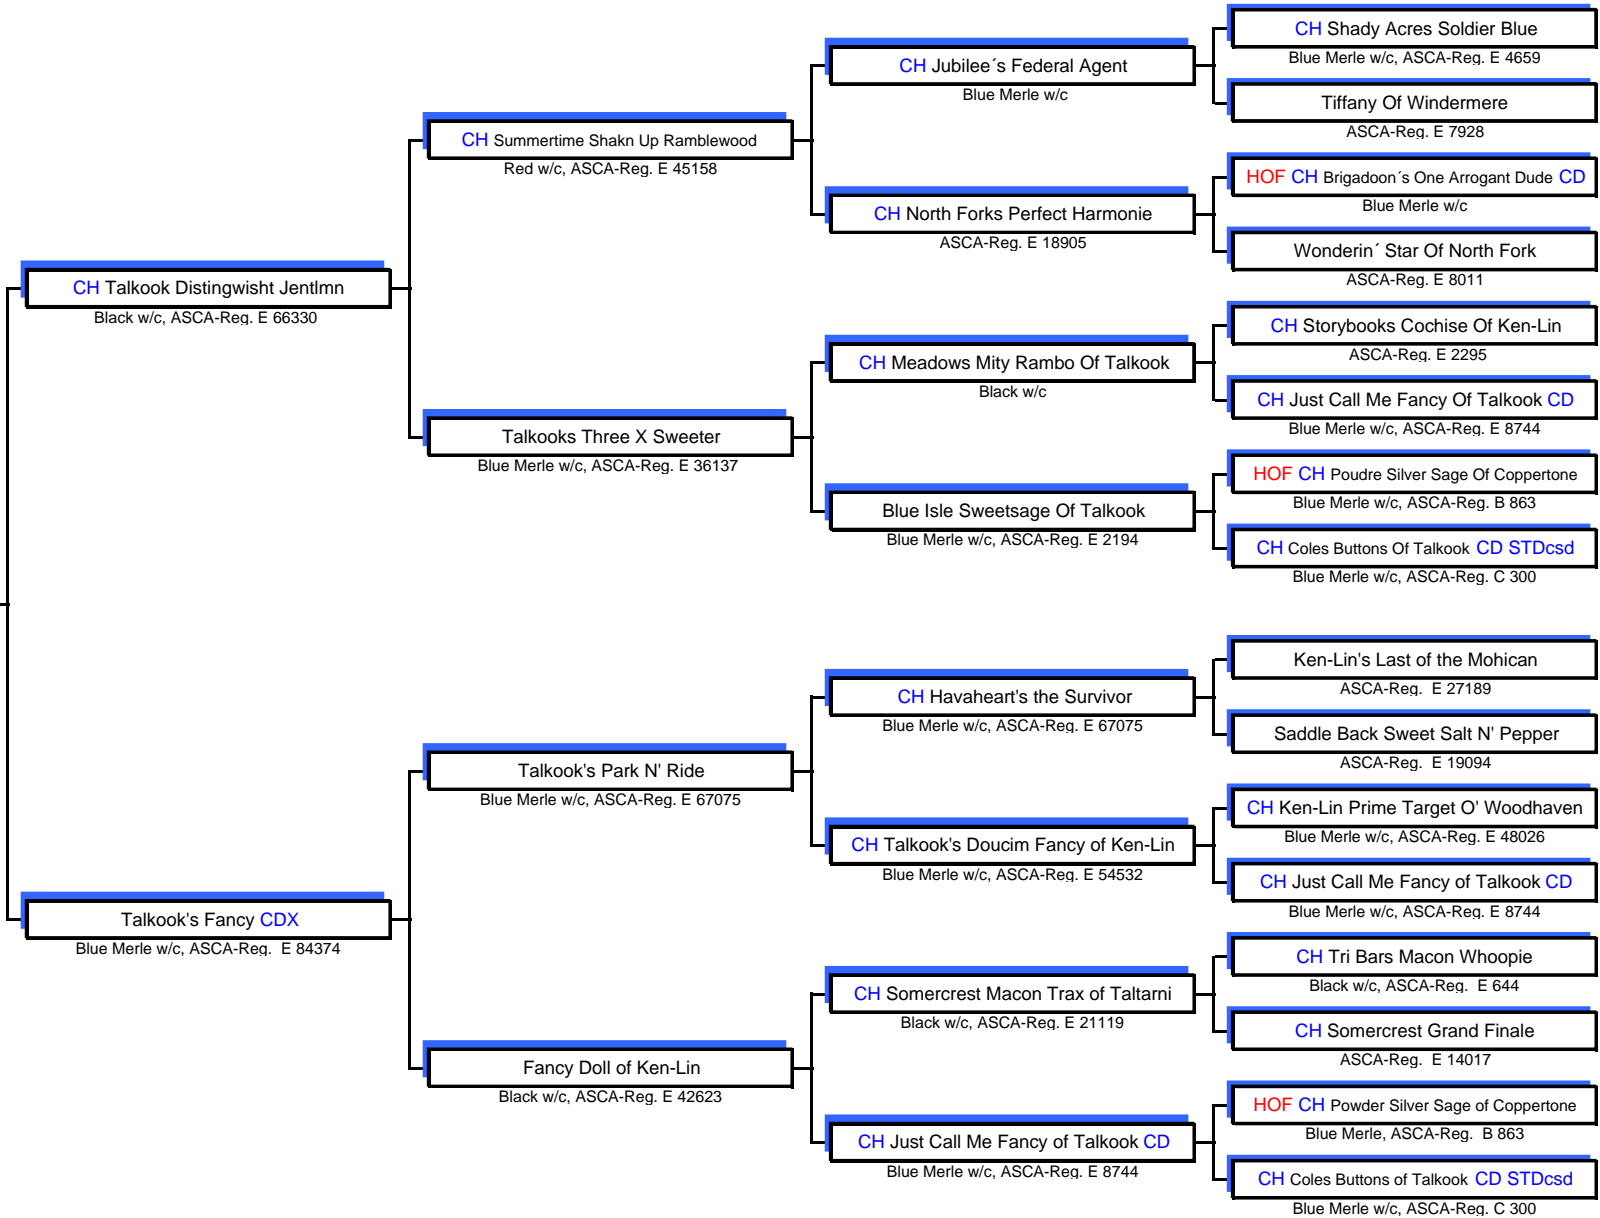 CH Talkook Distingwisht Jentlmn
Black w/c, ASCA-Reg. E 66330
Talkook's Fancy CDX
Blue Merle w/c, ASCA-Reg.  E 84374
CH Summertime Shakn Up Ramblewood
Red w/c, ASCA-Reg. E 45158
Talkooks Three X Sweeter
Blue Merle w/c, ASCA-Reg. E 36137
Talkook's Park N' Ride
Blue Merle w/c, ASCA-Reg. E 67075
Fancy Doll of Ken-Lin
Black w/c, ASCA-Reg. E 42623
CH Jubilee´s Federal Agent
Blue Merle w/c
CH North Forks Perfect Harmonie
ASCA-Reg. E 18905
CH Meadows Mity Rambo Of Talkook
Black w/c
Blue Isle Sweetsage Of Talkook
Blue Merle w/c, ASCA-Reg. E 2194
CH Havaheart's the Survivor
Blue Merle w/c, ASCA-Reg. E 67075
CH Talkook's Doucim Fancy of Ken-Lin
Blue Merle w/c, ASCA-Reg. E 54532
CH Somercrest Macon Trax of Taltarni
Black w/c, ASCA-Reg. E 21119
CH Just Call Me Fancy of Talkook CD
Blue Merle w/c, ASCA-Reg. E 8744
CH Shady Acres Soldier Blue
Blue Merle w/c, ASCA-Reg. E 4659
Tiffany Of Windermere
ASCA-Reg. E 7928
HOF CH Brigadoon´s One Arrogant Dude CD
Blue Merle w/c
Wonderin´ Star Of North Fork
ASCA-Reg. E 8011
CH Storybooks Cochise Of Ken-Lin
ASCA-Reg. E 2295
CH Just Call Me Fancy Of Talkook CD
Blue Merle w/c, ASCA-Reg. E 8744
HOF CH Poudre Silver Sage Of Coppertone
Blue Merle w/c, ASCA-Reg. B 863
CH Coles Buttons Of Talkook CD STDcsd
Blue Merle w/c, ASCA-Reg. C 300
Ken-Lin's Last of the Mohican
ASCA-Reg.  E 27189
Saddle Back Sweet Salt N' Pepper
ASCA-Reg.  E 19094
CH Ken-Lin Prime Target O' Woodhaven
Blue Merle w/c, ASCA-Reg. E 48026
CH Just Call Me Fancy of Talkook CD
Blue Merle w/c, ASCA-Reg. E 8744
CH Tri Bars Macon Whoopie
Black w/c, ASCA-Reg.  E 644
CH Somercrest Grand Finale
ASCA-Reg.  E 14017
HOF CH Powder Silver Sage of Coppertone
Blue Merle, ASCA-Reg.  B 863
CH Coles Buttons of Talkook CD STDcsd
Blue Merle w/c, ASCA-Reg. C 300